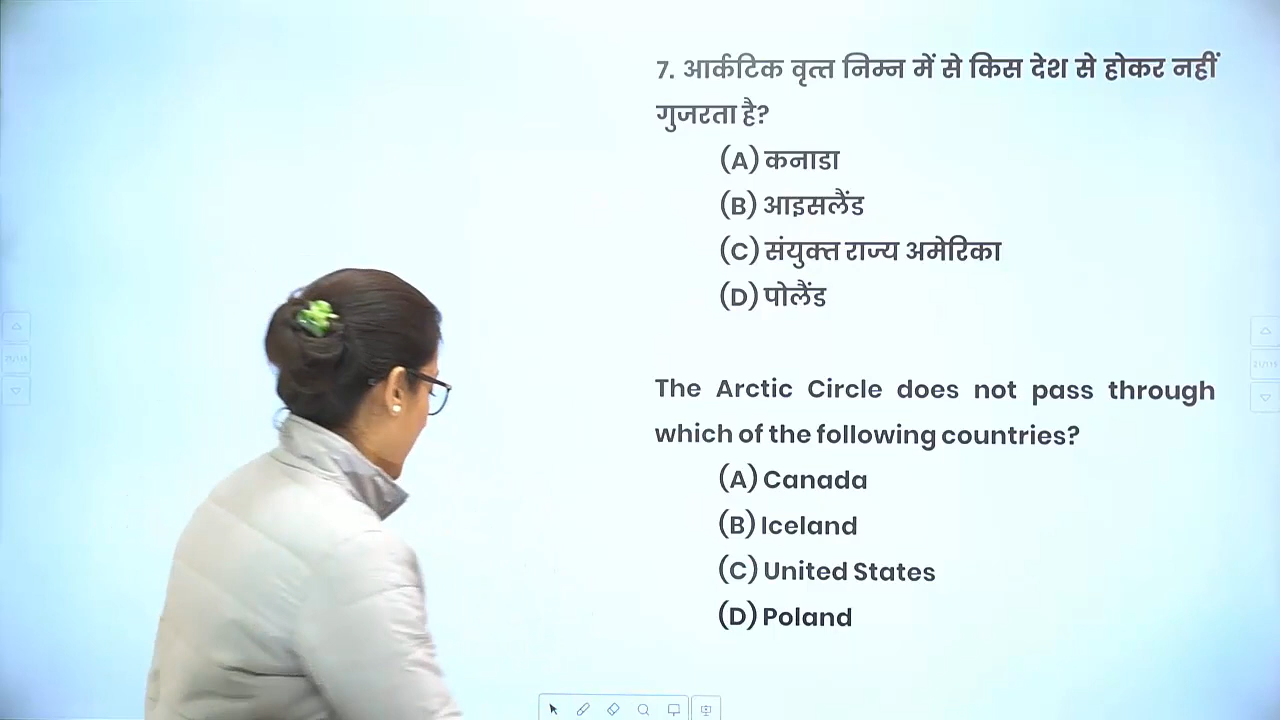 7. आर्कटिक वृत्त निम्न में से किस देश से होकर नहीं
गुजरता है?
(A) कनाडा
(B) आइसलैंड
(C) संयुक्त राज्य अमेरिका
(D) पोलैंड
The Arctic Circle does not pass through
which of the following countries?
(A) Canada
(B) Iceland
(C) United States
(D) Poland